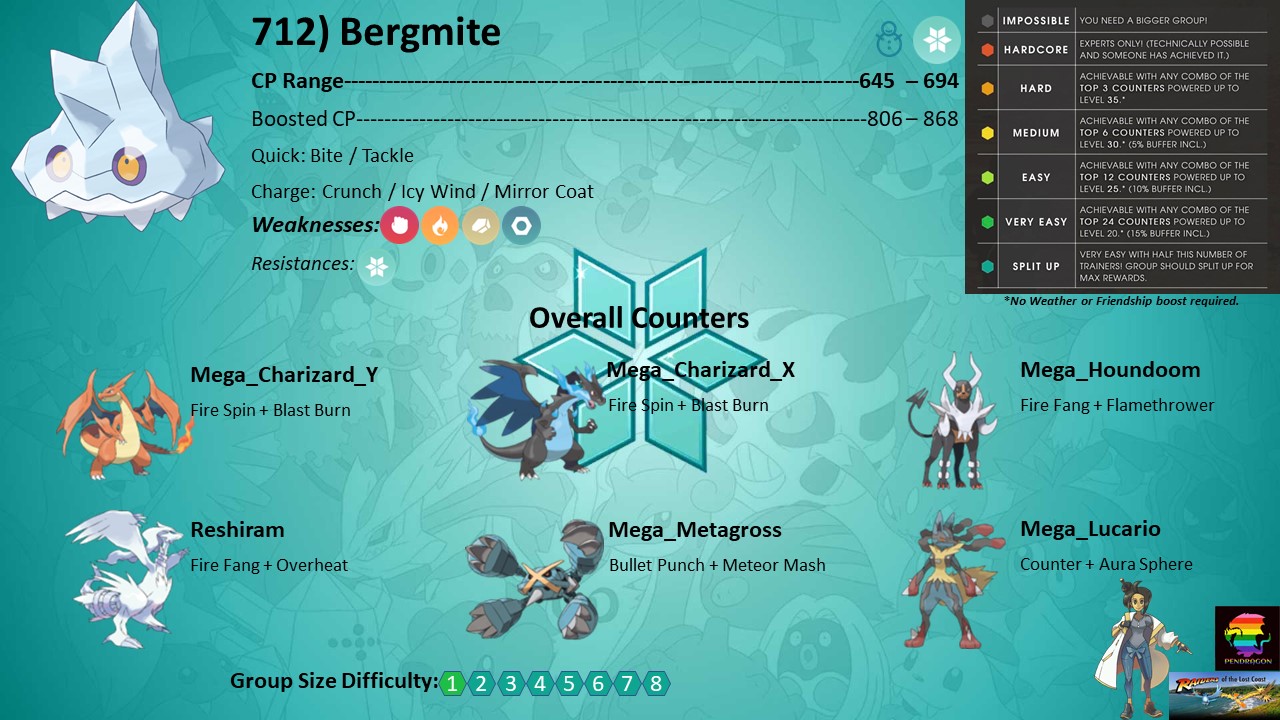 712) Bergmite
CP Range---------------------------------------------------------------------------------645 – 694
Boosted CP---------------------------------------------------------------------------------806 – 868
Quick: Bite / Tackle
Charge: Crunch / Icy Wind / Mirror Coat
Weaknesses:
Resistances:
IMPOSSIBLE YOU NEED A BIGGER GROUP!
HARDCORE EXPERTS ONLY! (TECHNICALLY POSSIBLE
AND SOMEONE HAS ACHIEVED IT.)
HARD ACHIEVABLE WITH ANY COMBO OF THE
TOP 3 COUNTERS POWERED UP TO
LEVEL 35.*
MEDIUM ACHIEVABLE WITH ANY COMBO OF THE
TOP 6 COUNTERS POWERED UP TO
LEVEL 30.* (5% BUFFER INCL.)
EASY ACHIEVABLE WITH ANY COMBO OF THE
TOP 12 COUNTERS POWERED UP TO
LEVEL 25.* (10% BUFFER INCL.)
VERY EASY ACHIEVABLE WITH ANY COMBO OF THE
TOP 24 COUNTERS POWERED UP TO
LEVEL 20.* (15% BUFFER INCL.)
SPLIT UP VERY EASY WITH HALF THIS NUMBER OF
TRAINERS! GROUP SHOULD SPLIT UP FOR
MAX REWARDS.
*No Weather or Friendship boost required.
Overall Counters
Mega_Charizard_Y
Fire Spin + Blast Burn
Mega_Charizard_X
Fire Spin + Blast Burn
Mega_Houndoom
Fire Fang + Flamethrower
Reshiram
Fire Fang + Overheat
Mega_Metagross
Bullet Punch + Meteor Mash
Mega_Lucario
Counter + Aura Sphere
Group Size Difficulty: 1 2 3 4 5 6 7 8
PENDRAGON
RAIDERS of the Lost Coast